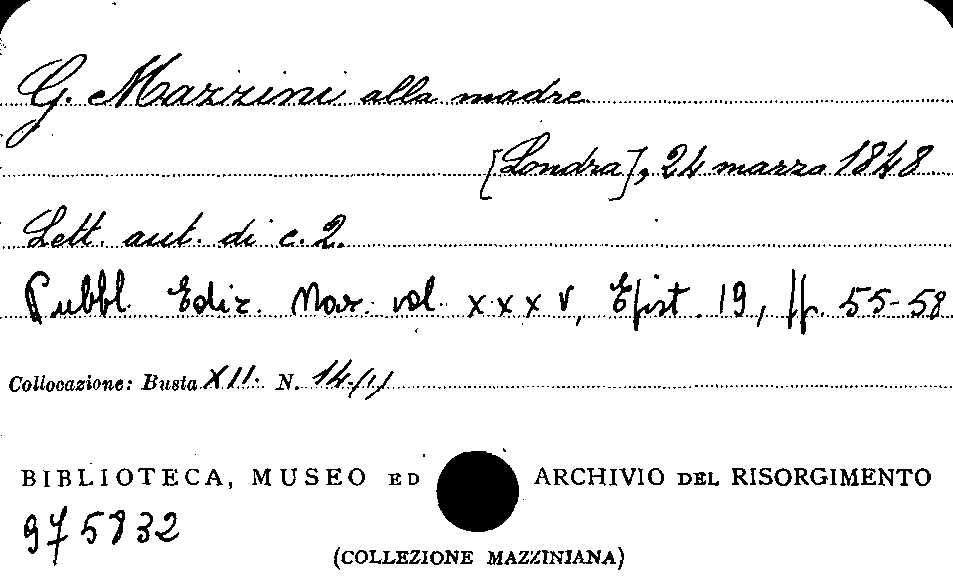 G. Mazzini alla madre
[Londra], 24 marzo 1848
Lett. aut. di c. 2.
Pubbl. Ediz. Naz. vol. XXXV, Epist. 19, pp. 55-58
Collocazione: Busta XII. N. 14/1)
BIBLIOTECA, MUSEO ED ARCHIVIO DEL RISORGIMENTO
975832
(COLLEZIONE MAZZINIANA)